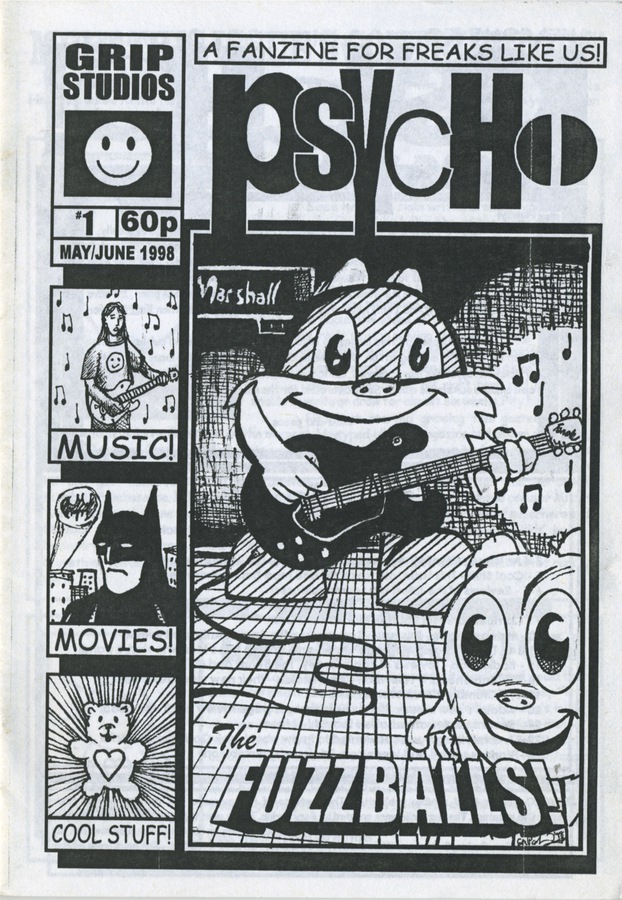 GRIP
STUDIOS
#1
60p
MAY/JUNE 1998
A FANZINE FOR FREAKS LIKE US!
PSYCHO
MUSIC!
MOVIES!
COOL STUFF!
Marshall
The
FUZZBALLS!